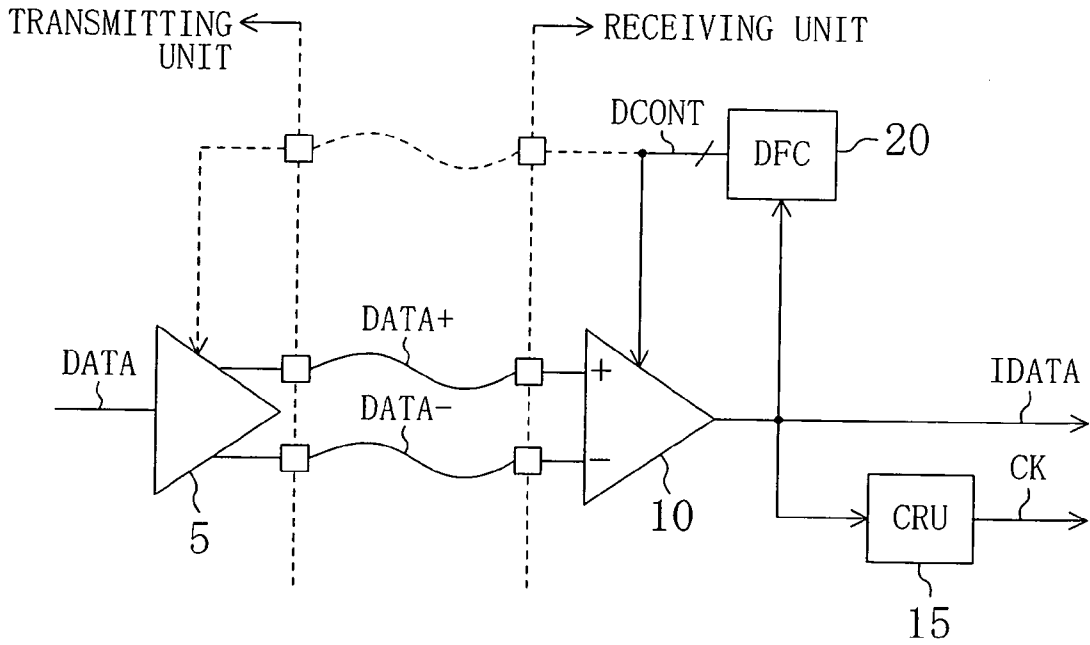 TRANSMITTING
UNIT
RECEIVING UNIT
DCONT
DFC
20
DATA
DATA+
DATA-
+
-
5
10
IDATA
CK
CRU
15